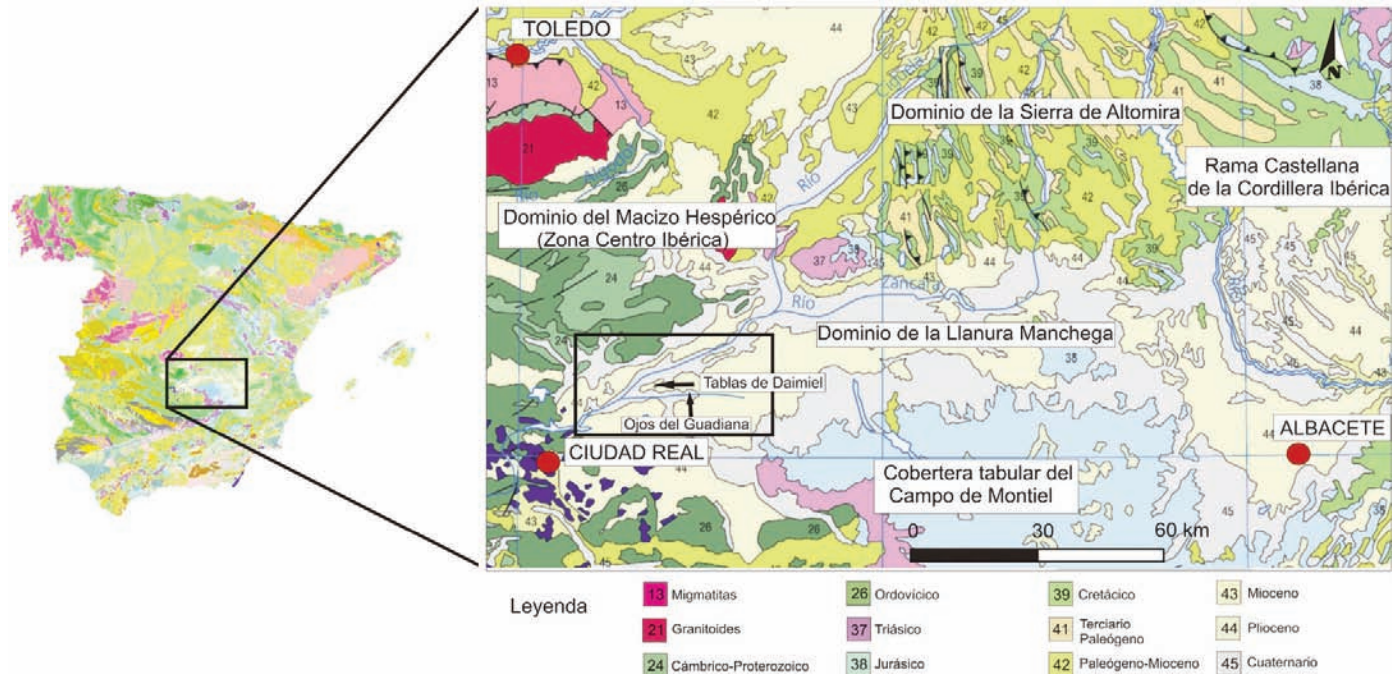 TOLEDO
Dominio de la Sierra de Altomira
Rama Castellana
de la Cordillera Ibérica
Dominio del Macizo Hespérico
(Zona Centro Ibérica)
Río
Río
Záncara
Dominio de la Llanura Manchega
Tablas de Daimiel
Ojos del Guadiana
CIUDAD REAL
ALBACETE
Cobertera tabular del
Campo de Montiel
N
0 30 60 km
Leyenda
13 Migmatitas
26 Ordovícico
39 Cretácico
43 Mioceno
21 Granitoides
37 Triásico
41 Terciario
Paleógeno
44 Plioceno
24 Cámbrico-Proterozoico
38 Jurásico
42 Paleógeno-Mioceno
45 Cuaternario